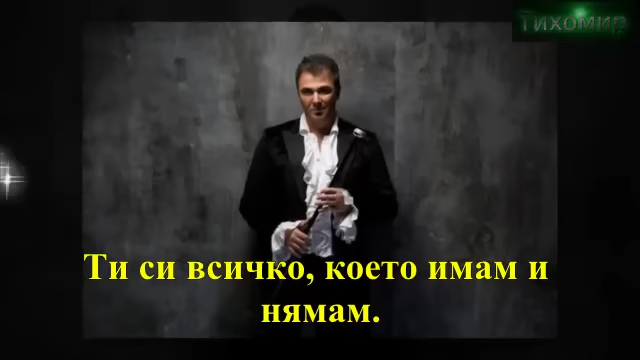 Тихомир
Ти си всичко, което имам и
нямам.